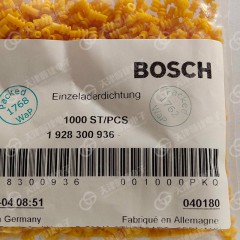 Packed
1768
Wap
BOSCH
Einzeladerdichtung
1000 ST/PCS
1 928 300 936
8300936
001000PK0
-04 08:51
040180
Germany
Fabriqué en Allemagne